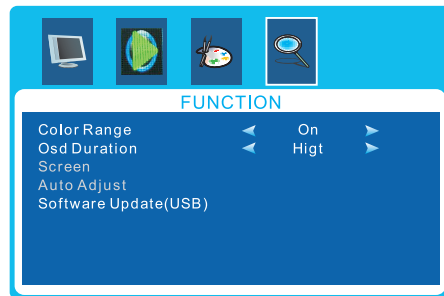 FUNCTION
Color Range On
Osd Duration Higt
Screen
Auto Adjust
Software Update(USB)